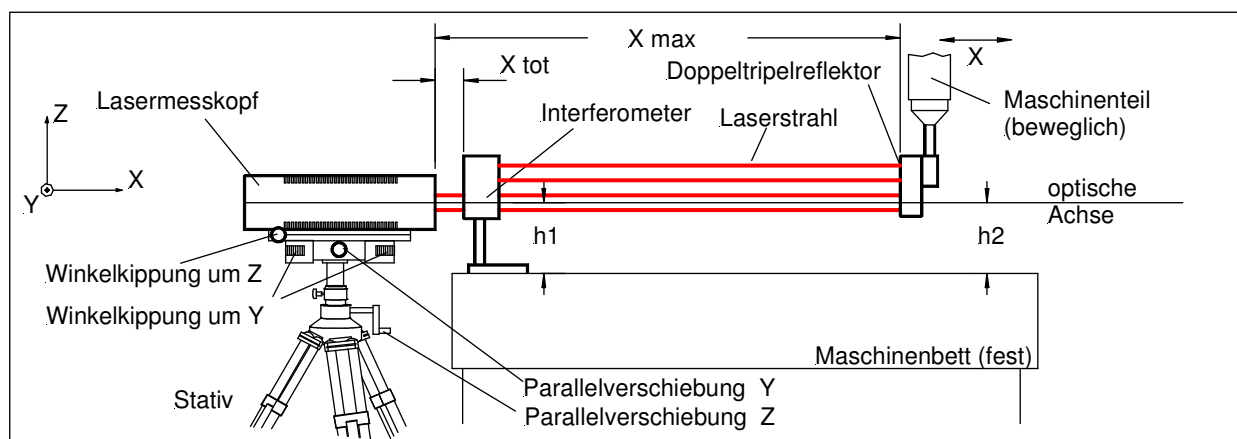 X max
X
X tot
Doppeltripelreflektor
Lasermesskopf
Interferometer
Laserstrahl
Maschinenteil
(beweglich)
Z
X
Y
optische
Achse
h1
h2
Winkelkippung um Z
Winkelkippung um Y
Maschinenbett (fest)
Stativ
Parallelverschiebung Y
Parallelverschiebung Z